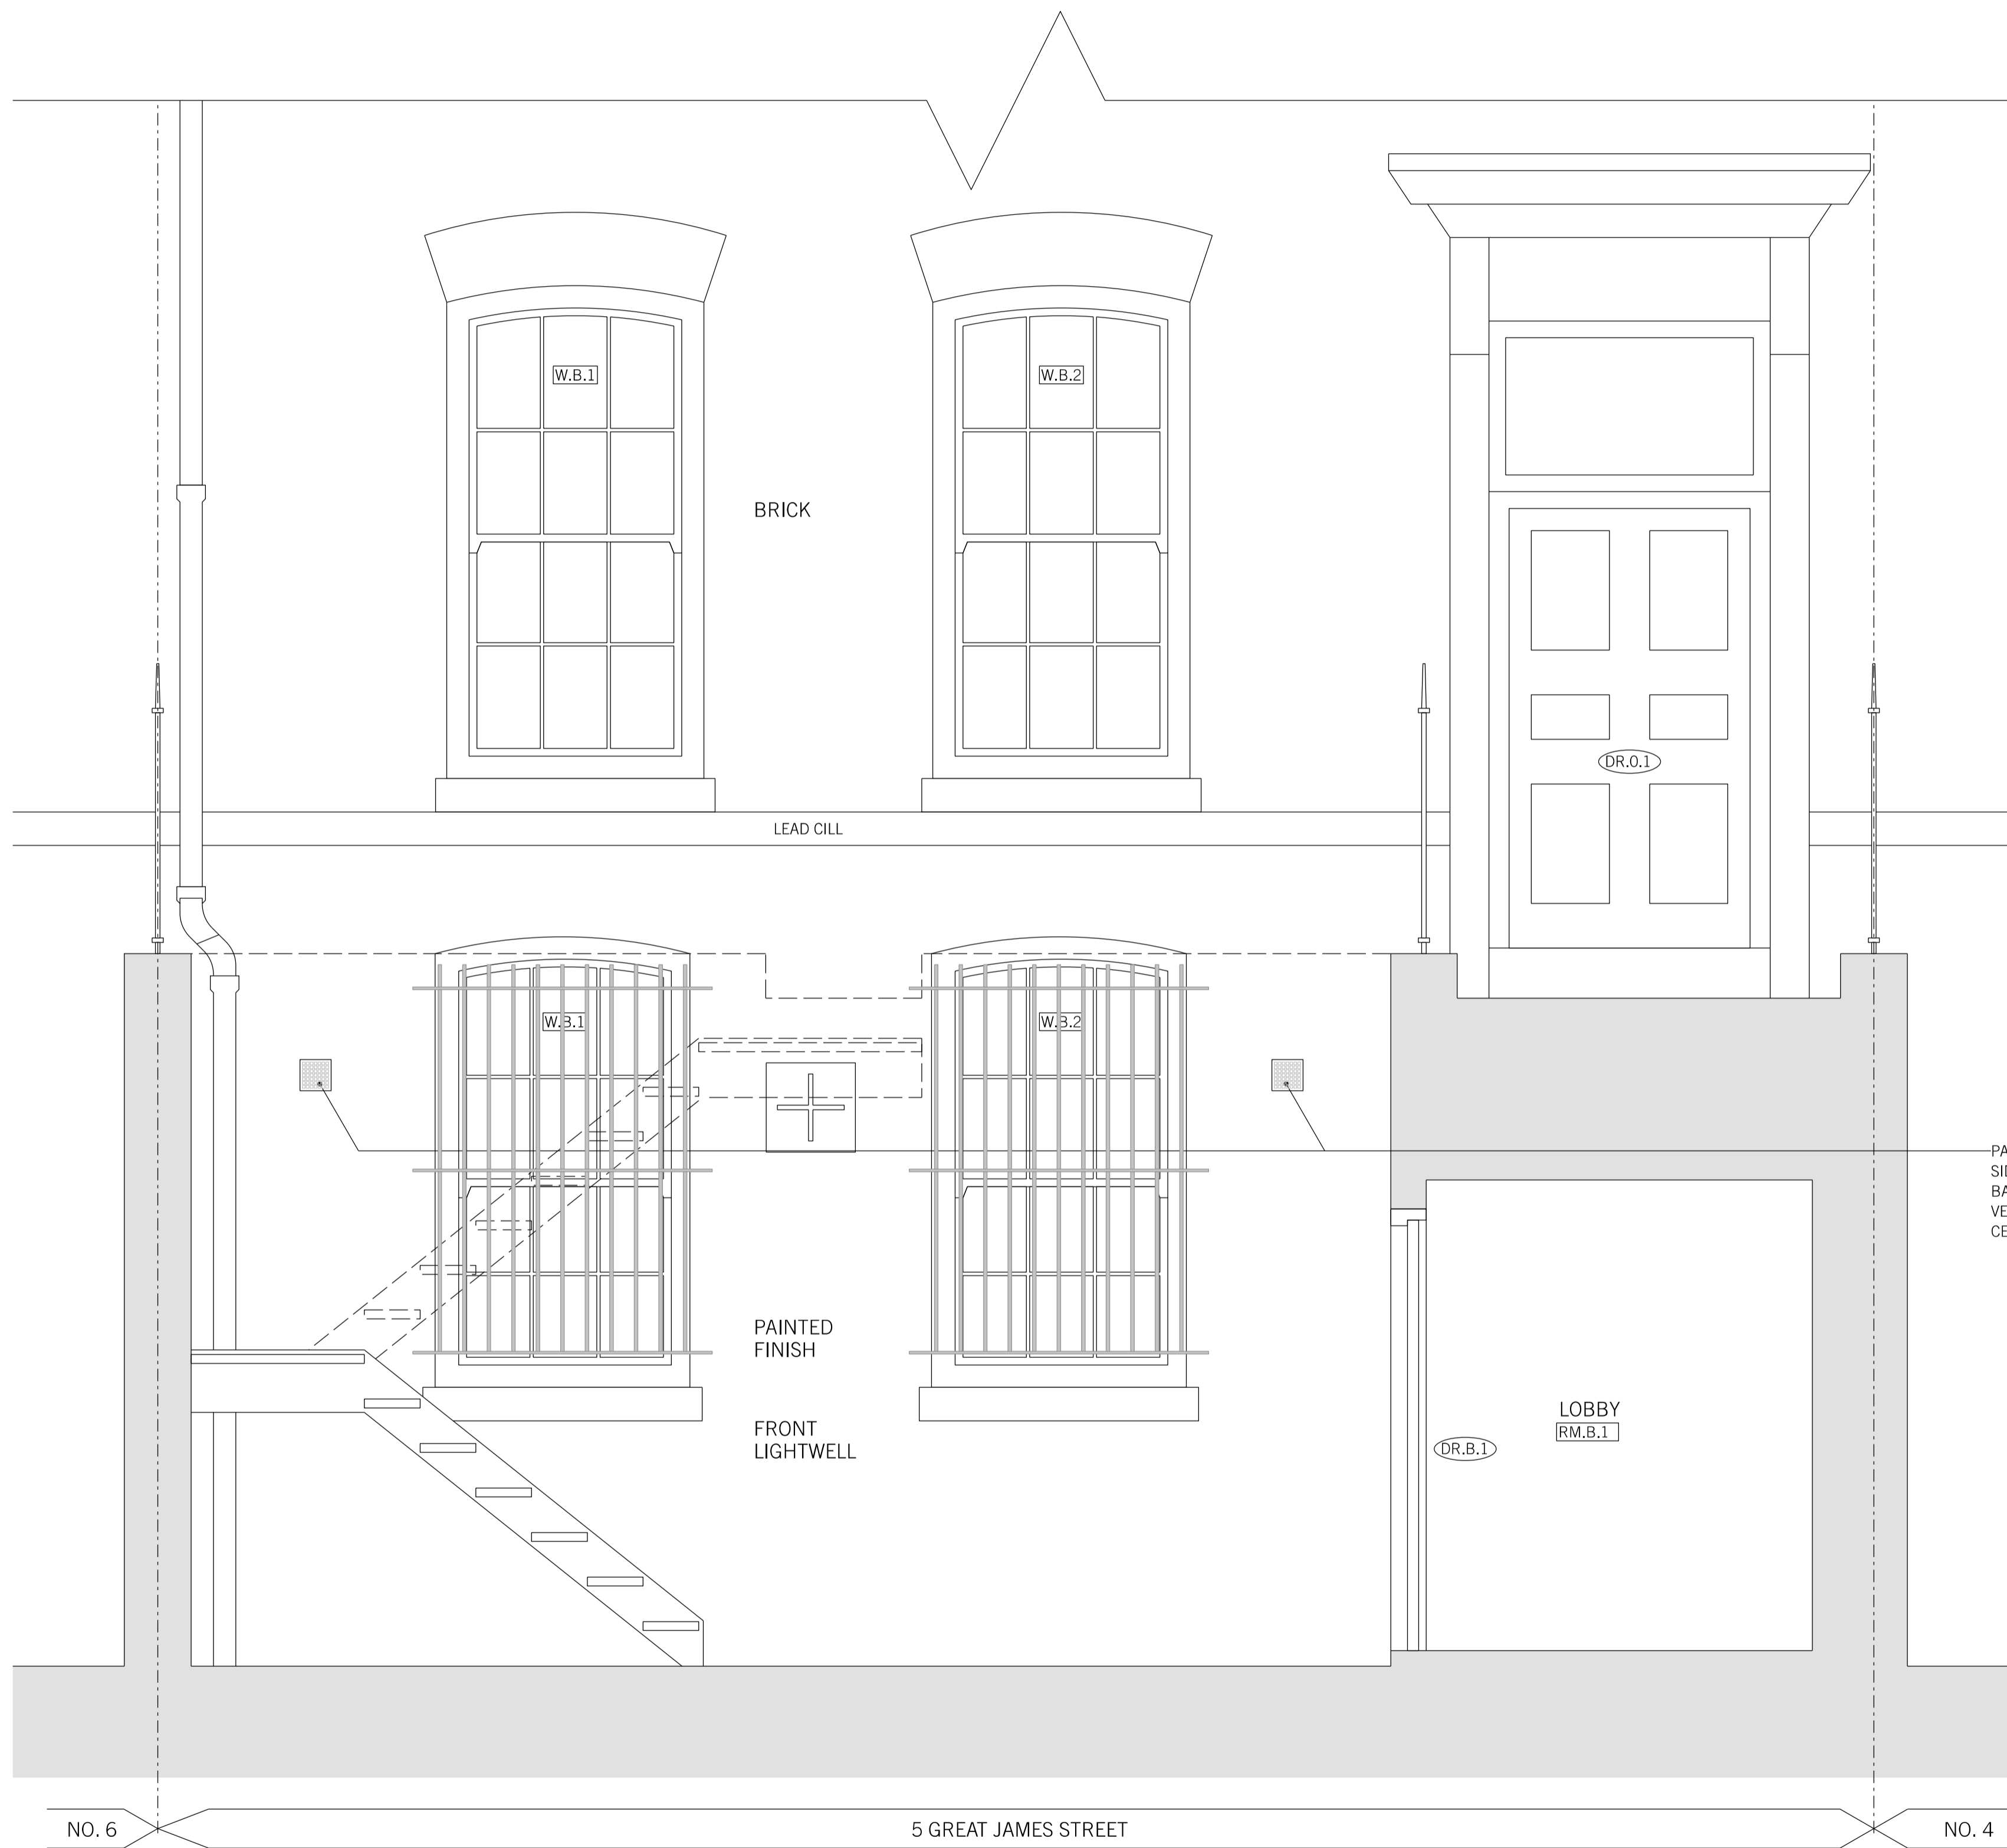 W.B.1
W.B.2
BRICK
DR.0.1
LEAD CILL
W.B.1
W.B.2
PAINTED
FINISH
FRONT
LIGHTWELL
LOBBY
RM.B.1
DR.B.1
NO. 6
5 GREAT JAMES STREET
NO. 4